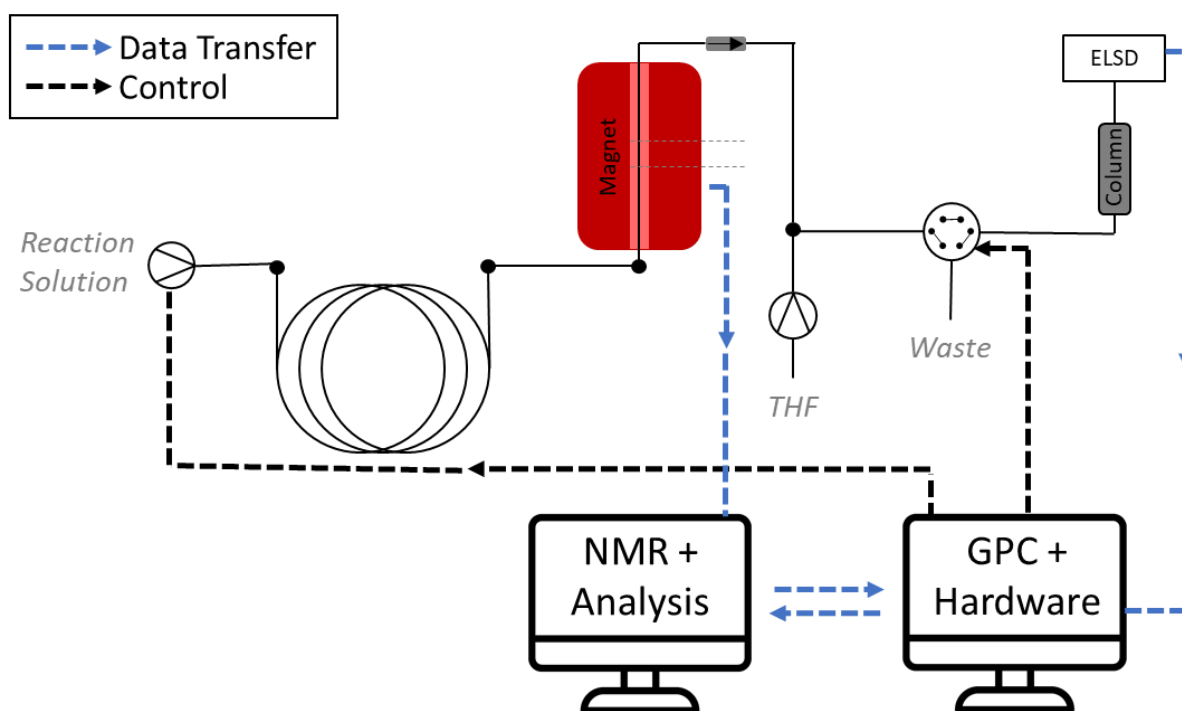 Data Transfer
Control
ELSD
Magnet
Column
Reaction
Solution
Waste
THF
NMR +
Analysis
GPC +
Hardware